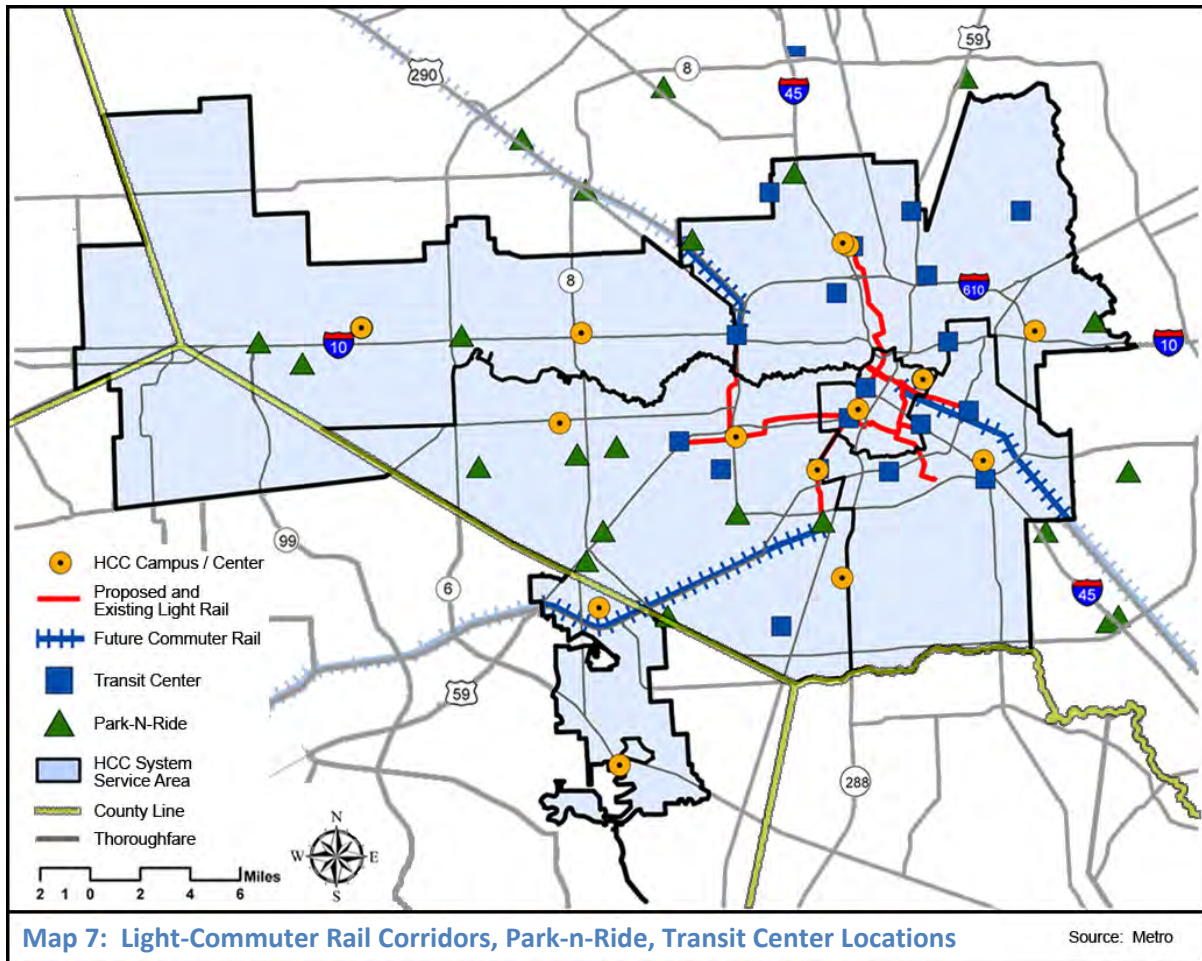 59
290
8
45
610
8
10
10
99
6
45
59
288
HCC Campus / Center
Proposed and
Existing Light Rail
Future Commuter Rail
Transit Center
Park-N-Ride
HCC System
Service Area
County Line
Thoroughfare
N
W
E
S
2 1 0 2 4 6 Miles
Map 7: Light-Commuter Rail Corridors, Park-n-Ride, Transit Center Locations
Source: Metro